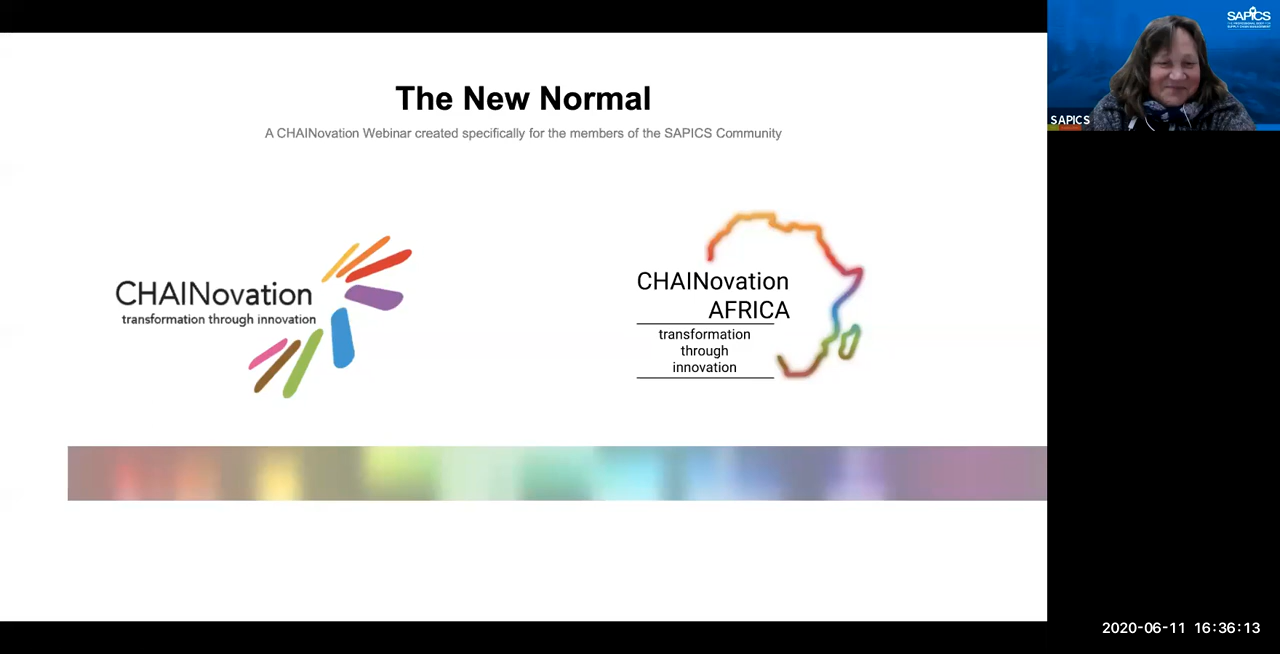 The New Normal
A CHAINovation Webinar created specifically for the members of the SAPICS Community
CHAINovation
transformation through innovation
CHAINovation
AFRICA
transformation
through
innovation
SAPICS
SAPICS
2020-06-11 16:36:13